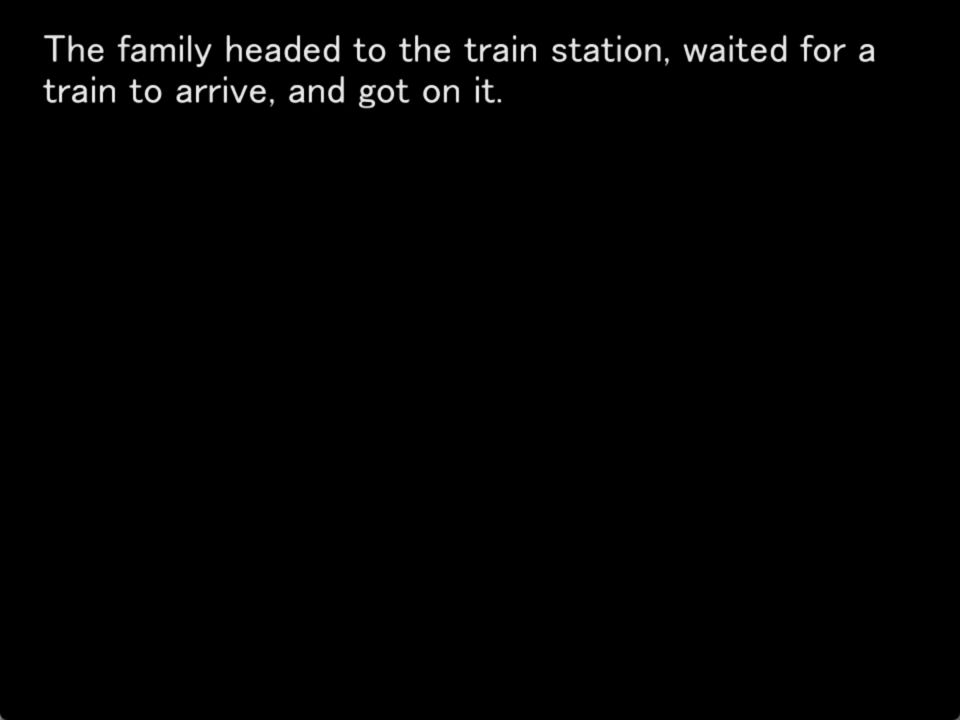 The family headed to the train station, waited for a
train to arrive, and got on it.